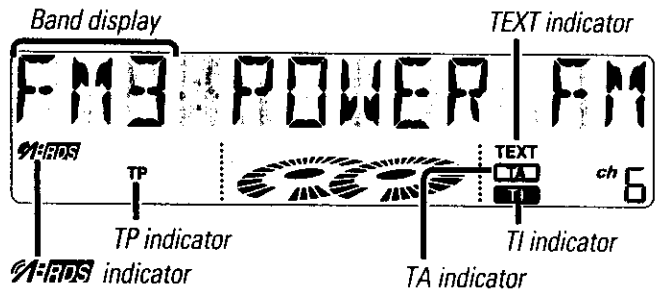 Band display
TEXT indicator
FM3 POWER FM
RDS
TEXT
TP
TA
ch 6
TI
TP indicator
TI indicator
RDS indicator
TA indicator